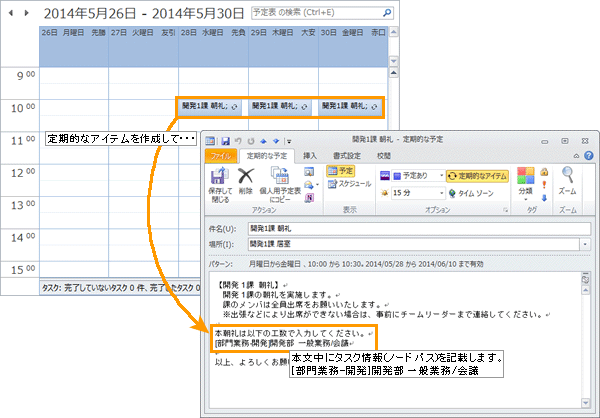 2014年5月26日 - 2014年5月30日
予定表 の検索 (Ctrl+E)
26日 月曜日 先勝
27日 火曜日 友引
28日 水曜日 先負
29日 木曜日 大安
30日 金曜日 赤口
9 00
10 00
開発1課 朝礼;
開発1課 朝礼;
開発1課 朝礼;
11 00
定期的なアイテムを作成して・・・
12 00
13 00
14 00
15 00
タスク: 完了していないタスク 0 件、完了したタスク
開発1課 朝礼 - 定期的な予定
ファイル
定期的な予定
挿入
書式設定
校閲
保存して
閉じる
削除
個人用予定表
にコピー
アクション
予定
スケジュール
表示
予定あり
15 分
定期的なアイテム
タイム ゾーン
オプション
分類
タグ
ズーム
ズーム
件名(U):
開発1課 朝礼
場所(I):
開発1課 居室
パターン:
月曜日から金曜日 、10:00 から 10:30、2014/05/28 から 2014/06/10 まで有効
【開発 1課 朝礼】
開発 1課の朝礼を実施します。
課のメンバは全員出席をお願いいたします。
※出張などにより出席ができない場合は、事前にチームリーダーまで連絡してください。
本朝礼は以下の工数で入力してください。
[部門業務-開発]開発部 一般業務/会議
以上、よろしくお願い
本文中にタスク情報(ノードパス)を記載します。
[部門業務-開発]開発部 一般業務/会議